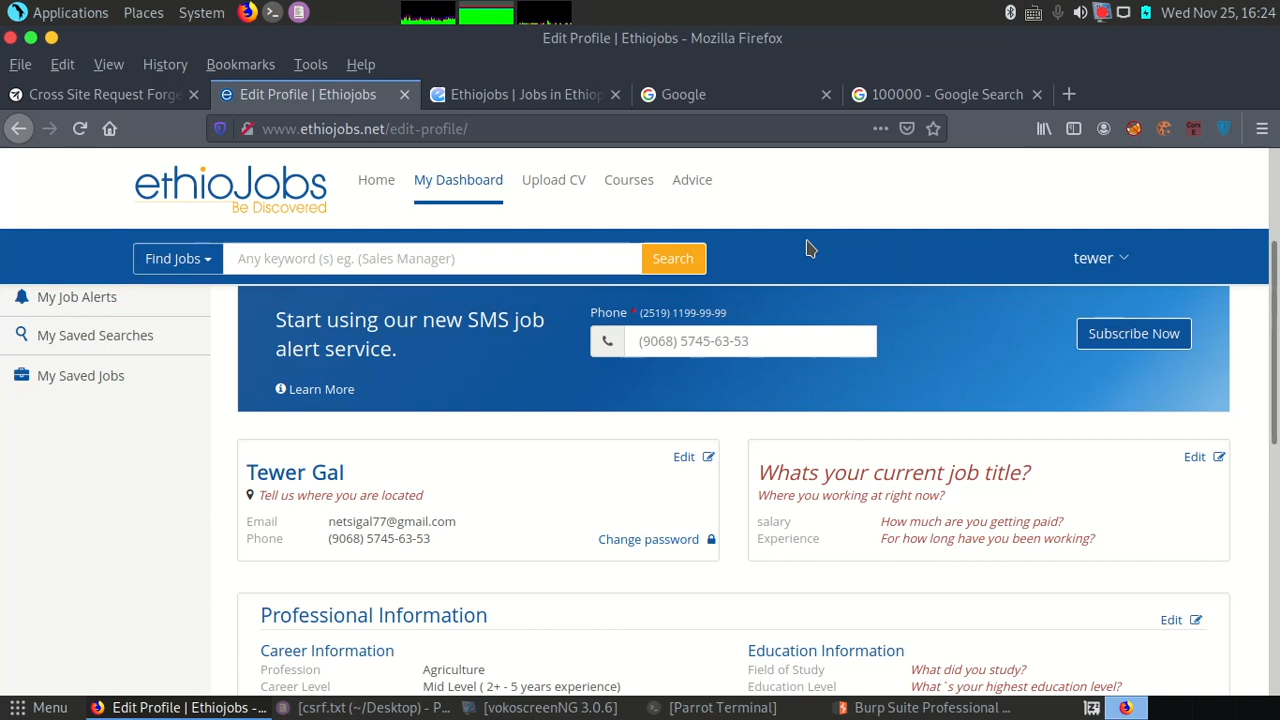 Applications Places System Wed Nov 25, 16:24
Edit Profile | Ethiojobs - Mozilla Firefox
File Edit View History Bookmarks Tools Help
Cross Site Request Forge Edit Profile | Ethiojobs Ethiojobs | Jobs in Ethiop Google 100000 - Google Search
www.ethiojobs.net/edit-profile/
ethioJobs
Be Discovered
Home My Dashboard Upload CV Courses Advice
Find Jobs Any keyword (s) eg. (Sales Manager) Search tewer
My Job Alerts
My Saved Searches
My Saved Jobs
Start using our new SMS job
alert service.
Learn More
Phone * (2519) 1199-99-99
(9068) 5745-63-53
Subscribe Now
Edit
Tewer Gal
Tell us where you are located
Email netsigal77@gmail.com
Phone (9068) 5745-63-53
Change password
Edit
Whats your current job title?
Where you working at right now?
salary How much are you getting paid?
Experience For how long have you been working?
Professional Information Edit
Career Information
Profession Agriculture
Career Level Mid Level ( 2+ - 5 years experience)
Education Information
Field of Study What did you study?
Education Level What`s your highest education level?
Menu Edit Profile | Ethiojobs -... [csrf.txt (~/Desktop) - P... [vokoscreenNG 3.0.6] [Parrot Terminal] Burp Suite Professional ...